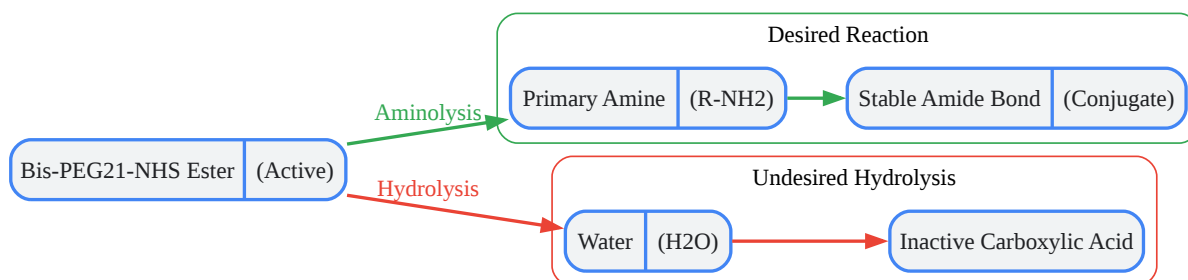 Desired Reaction
Primary Amine (R-NH2)
Stable Amide Bond (Conjugate)
Aminolysis
Bis-PEG21-NHS Ester (Active)
Hydrolysis
Undesired Hydrolysis
Water (H2O)
Inactive Carboxylic Acid